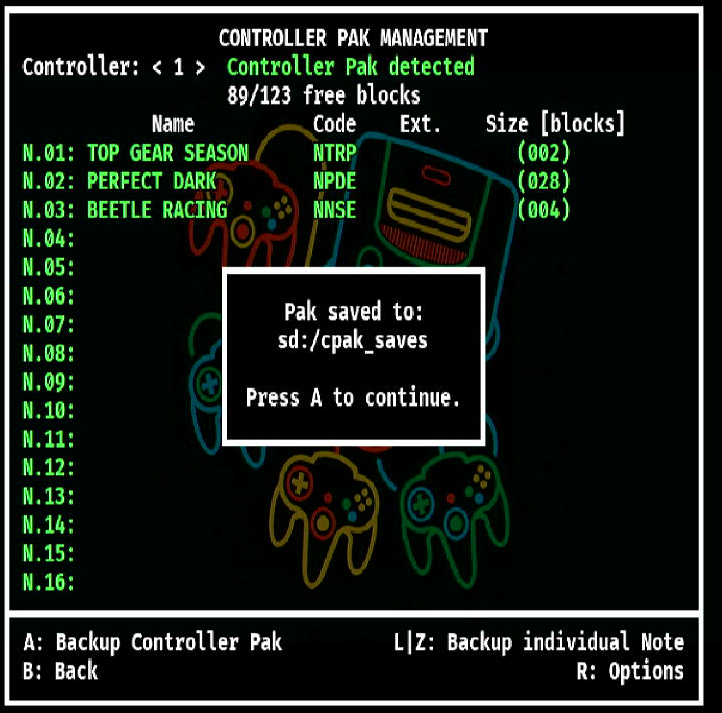 CONTROLLER PAK MANAGEMENT
Controller: < 1 > Controller Pak detected
89/123 free blocks
Name Code Ext. Size [blocks]
N.01: TOP GEAR SEASON NTRP (002)
N.02: PERFECT DARK NPDE (028)
N.03: BEETLE RACING NNSE (004)
N.04:
N.05:
N.06:
N.07:
N.08:
N.09:
N.10:
N.11:
N.12:
N.13:
N.14:
N.15:
N.16:
Pak saved to:
sd:/cpak_saves
Press A to continue.
A: Backup Controller Pak L|Z: Backup individual Note
B: Back R: Options